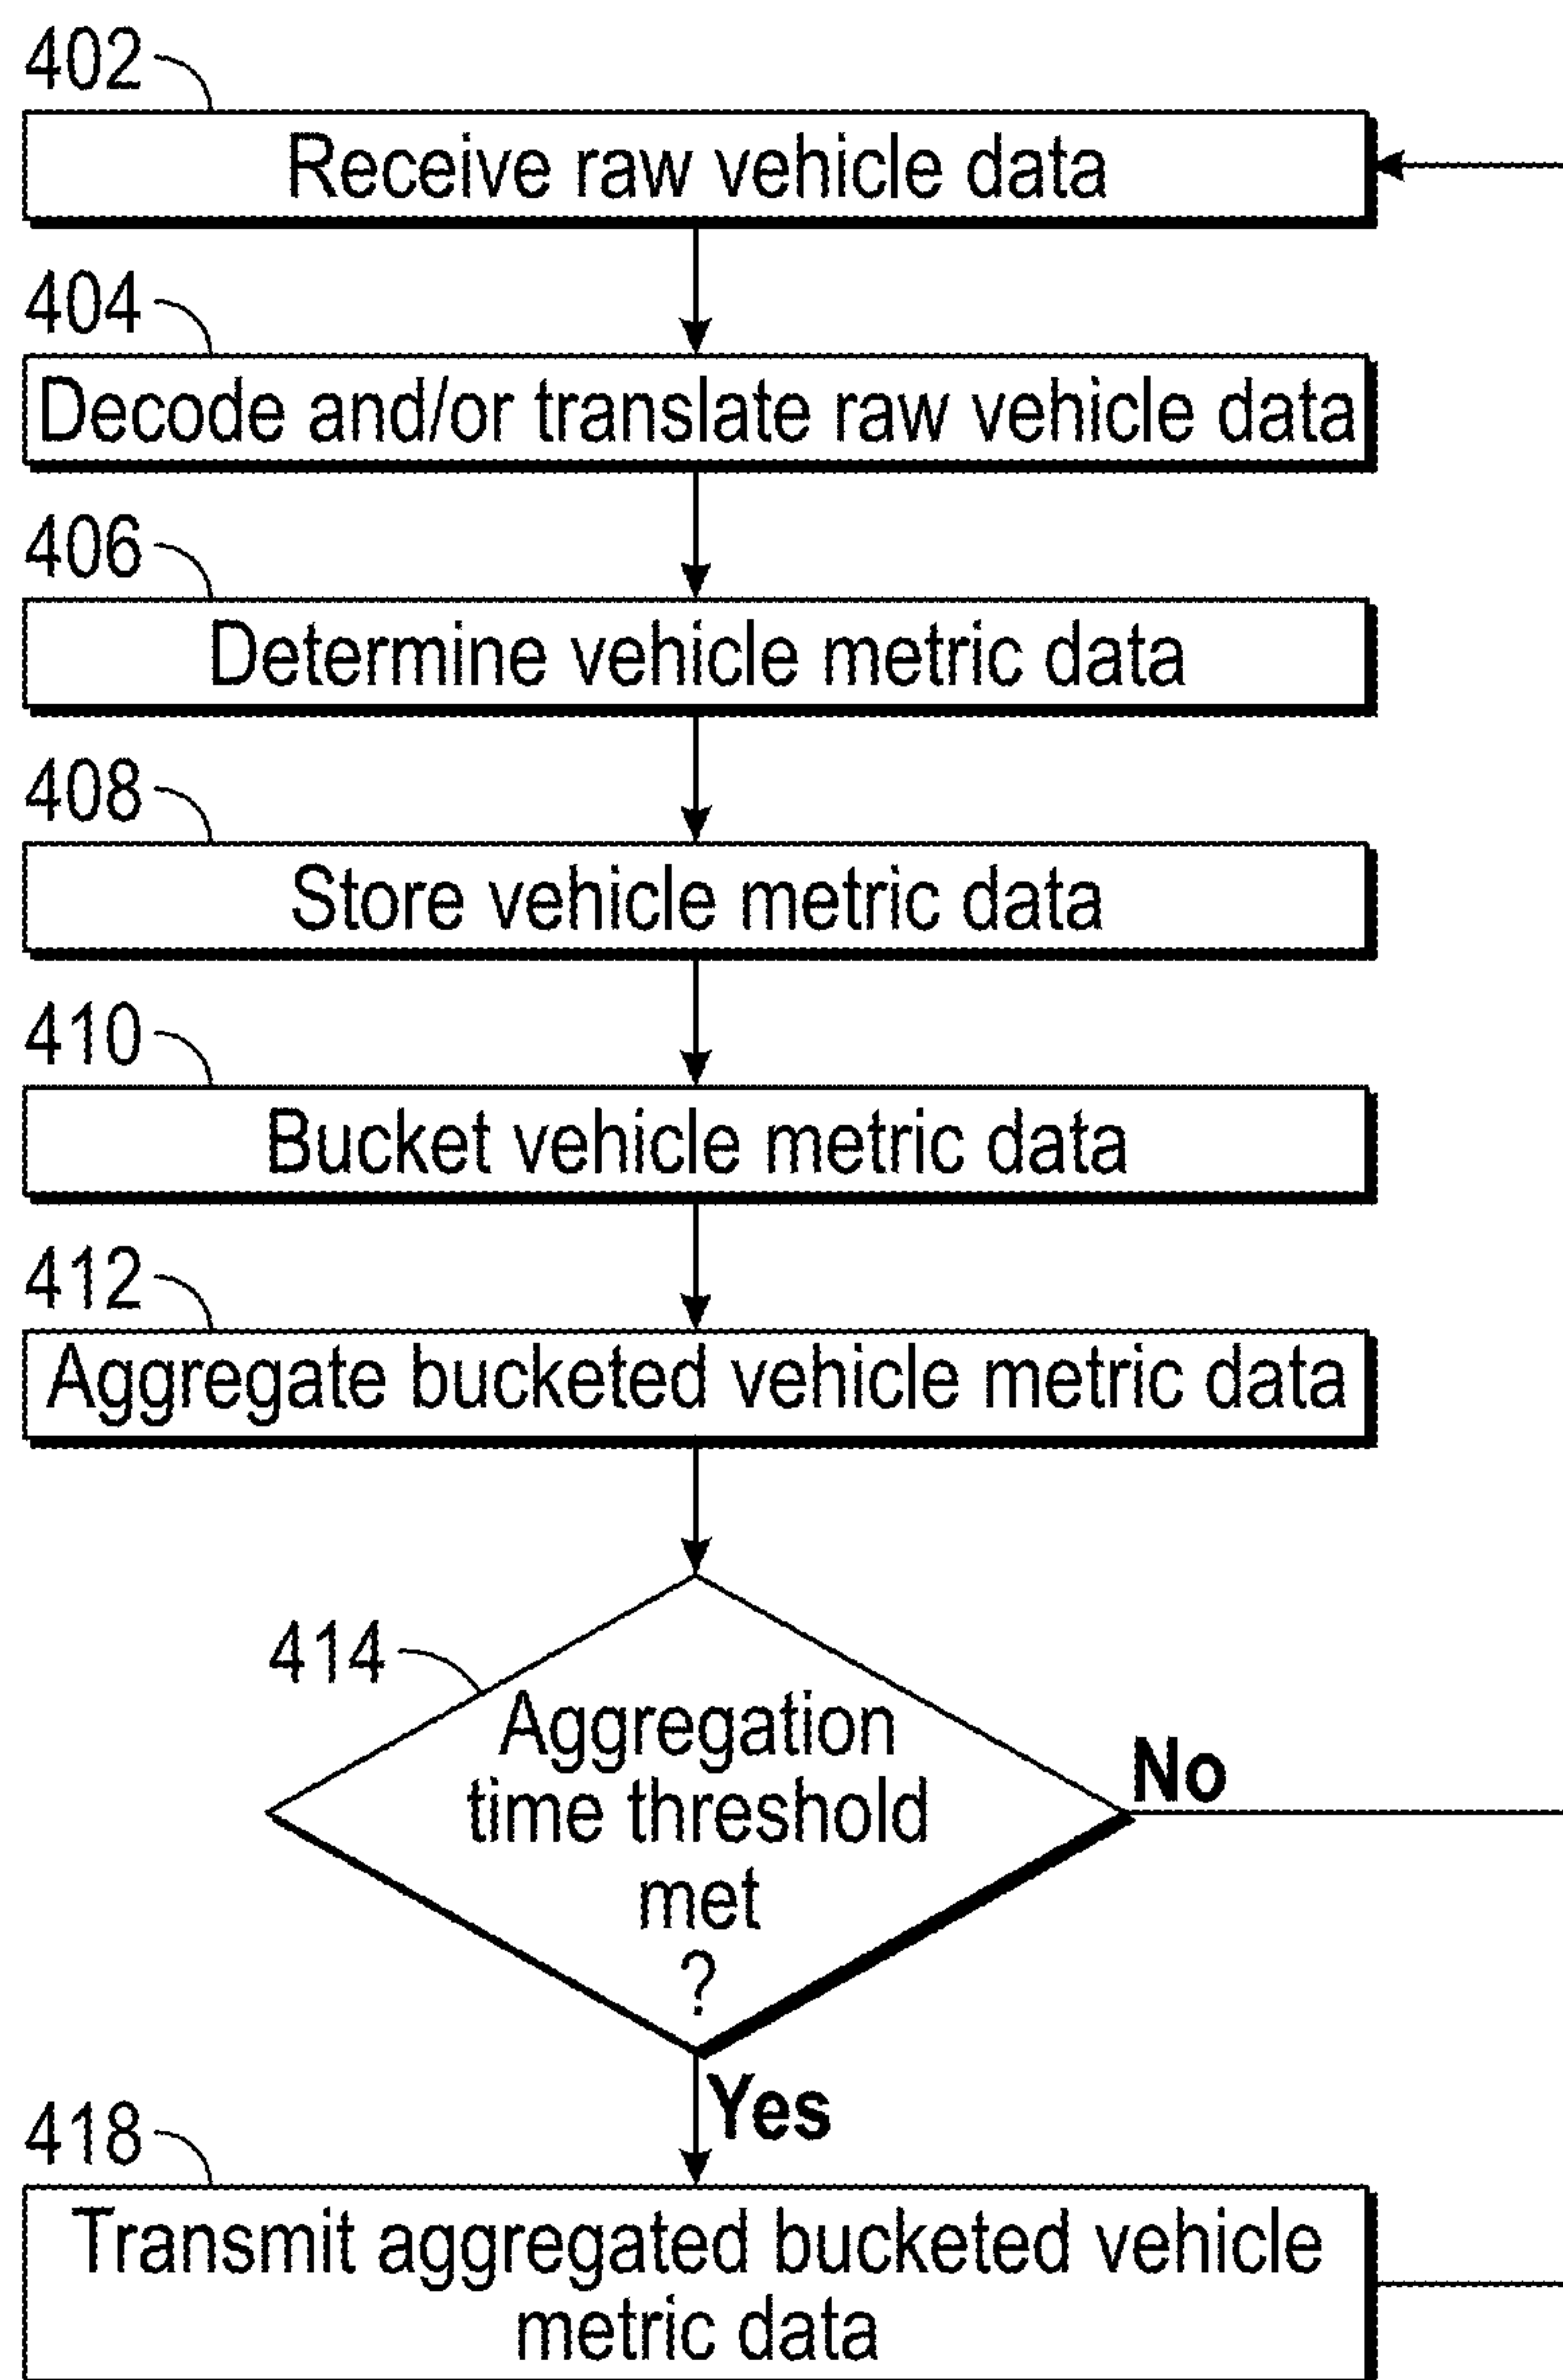 402
Receive raw vehicle data
404
Decode and/or translate raw vehicle data
406
Determine vehicle metric data
408
Store vehicle metric data
410
Bucket vehicle metric data
412
Aggregate bucketed vehicle metric data
414
Aggregation
time threshold
met
?
No
Yes
418
Transmit aggregated bucketed vehicle
metric data